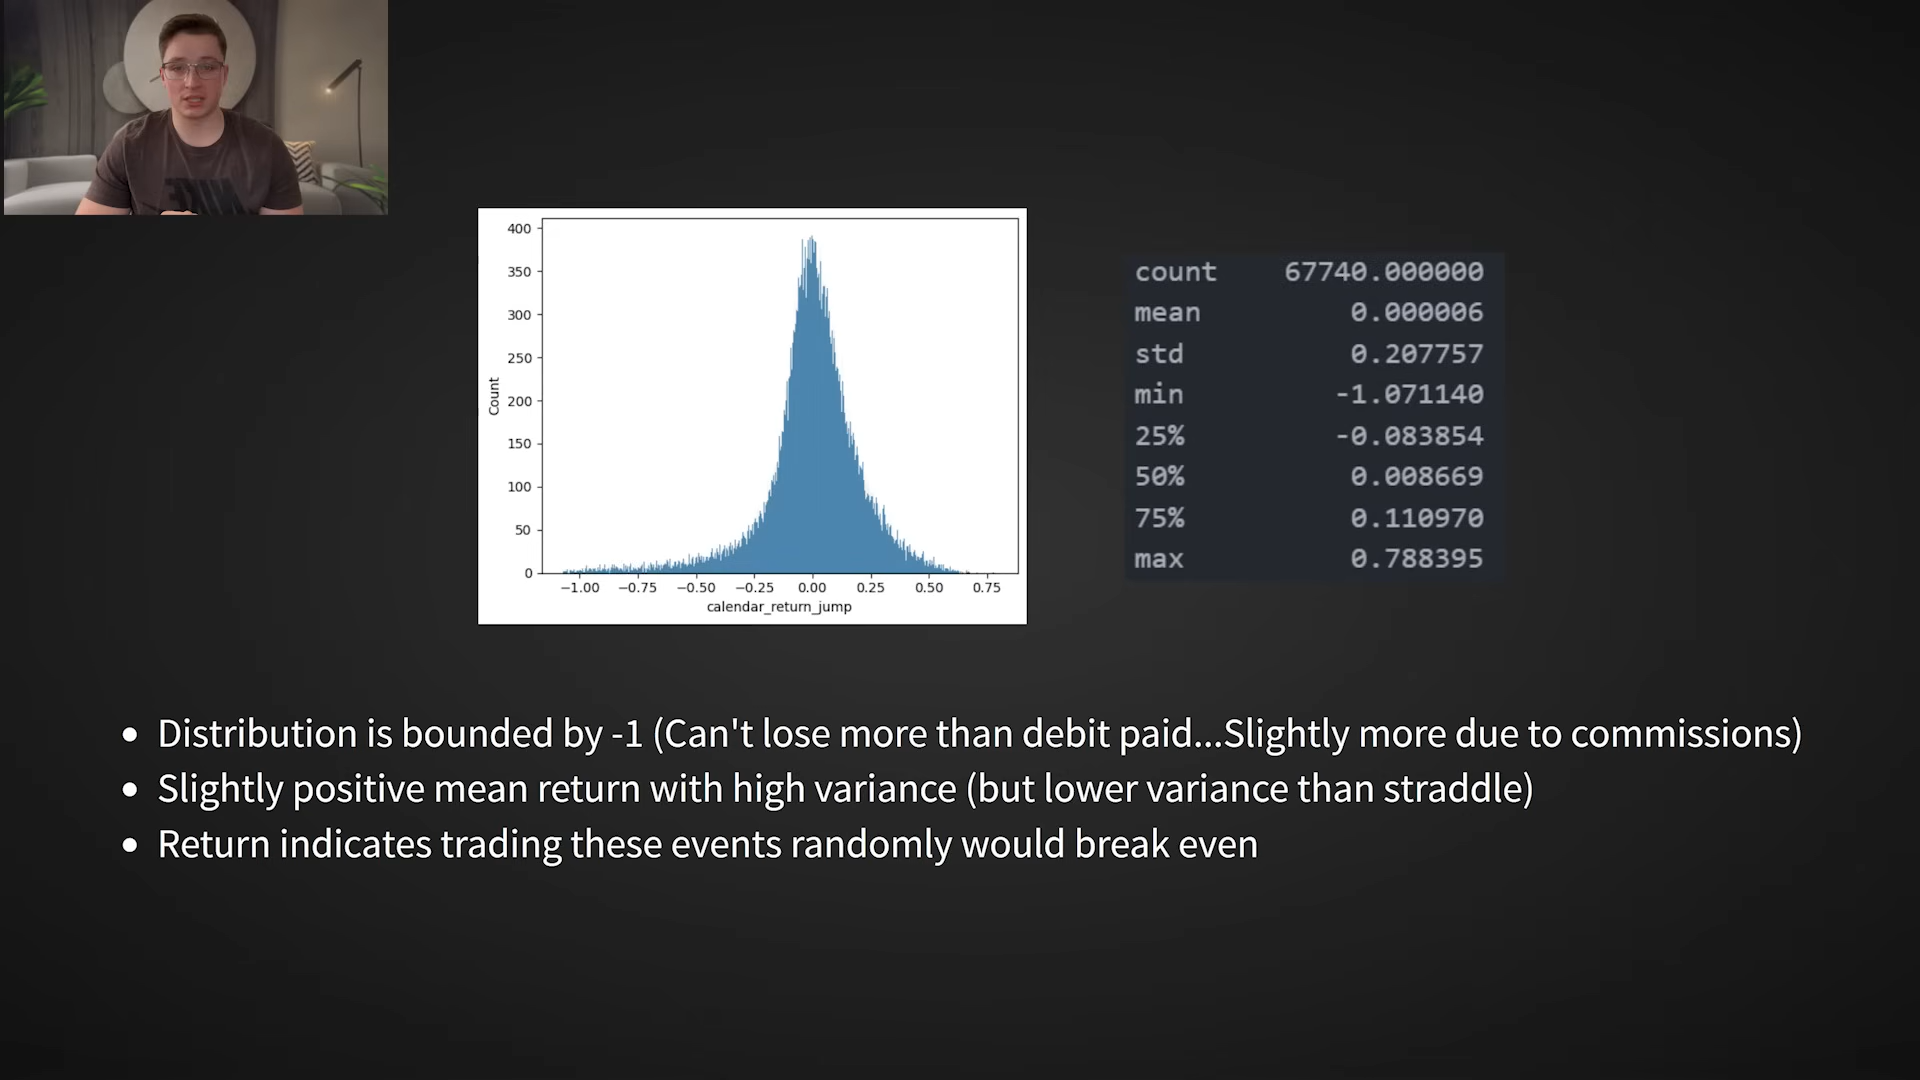 400
350
300
250
200
150
100
50
0
Count
−1.00 −0.75 −0.50 −0.25 0.00 0.25 0.50 0.75
calendar_return_jump
count 67740.000000
mean 0.000006
std 0.207757
min -1.071140
25% -0.083854
50% 0.008669
75% 0.110970
max 0.788395
• Distribution is bounded by -1 (Can't lose more than debit paid...Slightly more due to commissions)
• Slightly positive mean return with high variance (but lower variance than straddle)
• Return indicates trading these events randomly would break even